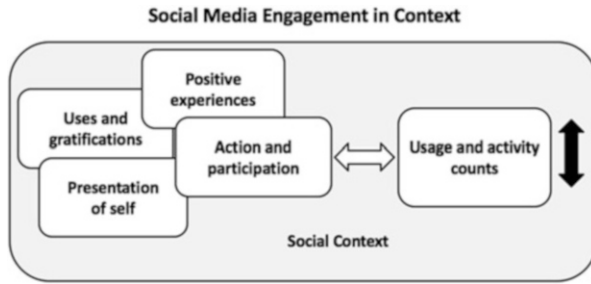 Social Media Engagement in Context
Positive
experiences
Uses and
gratifications
Action and
participation
Usage and activity
counts
Presentation
of self
Social Context